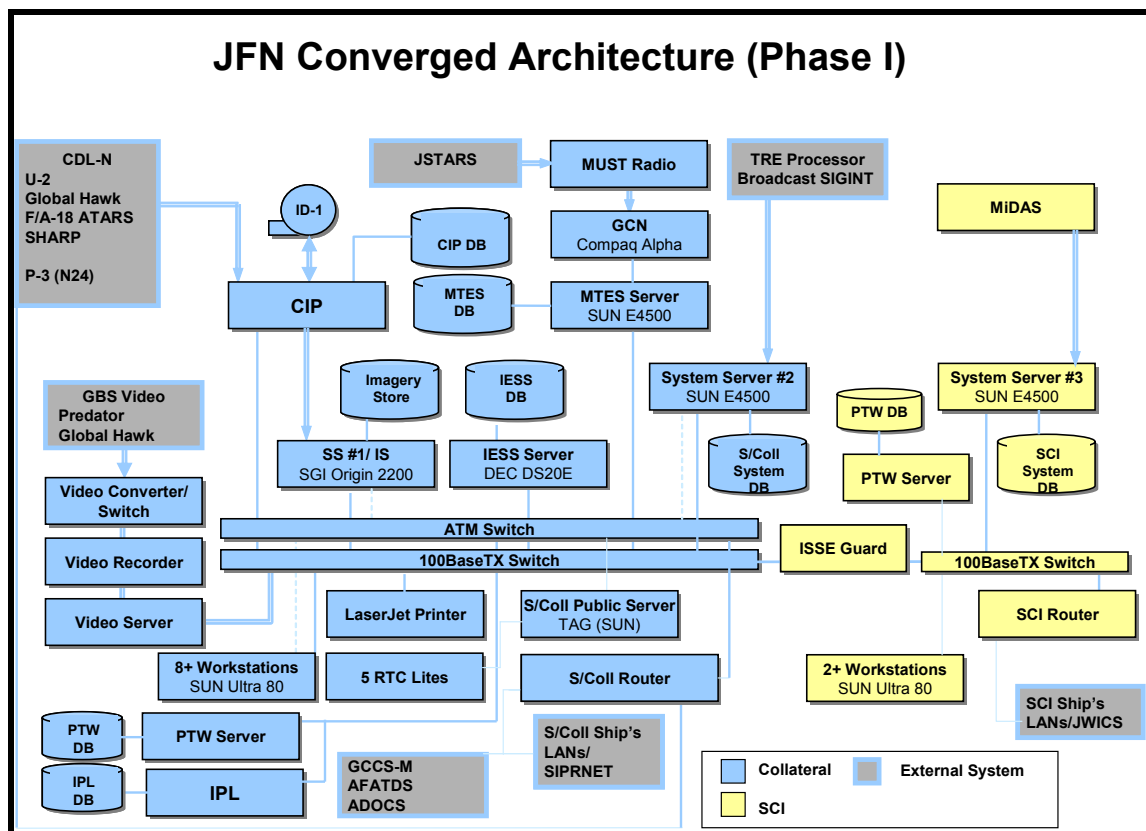 JFN Converged Architecture (Phase I)
CDL-N
U-2
Global Hawk
F/A-18 ATARS
SHARP
P-3 (N24)
ID-1
JSTARS
MUST Radio
TRE Processor
Broadcast SIGINT
MiDAS
CIP DB
GCN
Compaq Alpha
CIP
MTES
DB
MTES Server
SUN E4500
GBS Video
Predator
Global Hawk
Imagery
Store
IESS
DB
System Server #2
SUN E4500
PTW DB
System Server #3
SUN E4500
SS #1/ IS
SGI Origin 2200
IESS Server
DEC DS20E
S/Coll
System
DB
PTW Server
SCI
System
DB
Video Converter/
Switch
ATM Switch
Video Recorder
100BaseTX Switch
ISSE Guard
100BaseTX Switch
Video Server
LaserJet Printer
S/Coll Public Server
TAG (SUN)
SCI Router
8+ Workstations
SUN Ultra 80
5 RTC Lites
S/Coll Router
2+ Workstations
SUN Ultra 80
SCI Ship's
LANs/JWICS
PTW
DB
PTW Server
S/Coll Ship's
LANs/
SIPRNET
GCCS-M
AFATDS
ADOCS
IPL
DB
IPL
Collateral
External System
SCI